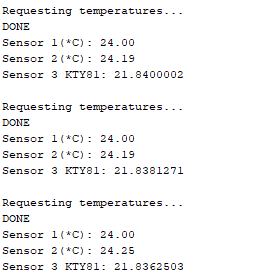 Requesting temperatures...
DONE
Sensor 1(*C): 24.00
Sensor 2(*C): 24.19
Sensor 3 KTY81: 21.8400002
Requesting temperatures...
DONE
Sensor 1(*C): 24.00
Sensor 2(*C): 24.19
Sensor 3 KTY81: 21.8381271
Requesting temperatures...
DONE
Sensor 1(*C): 24.00
Sensor 2(*C): 24.25
Sensor 3 KTY81: 21.8362503